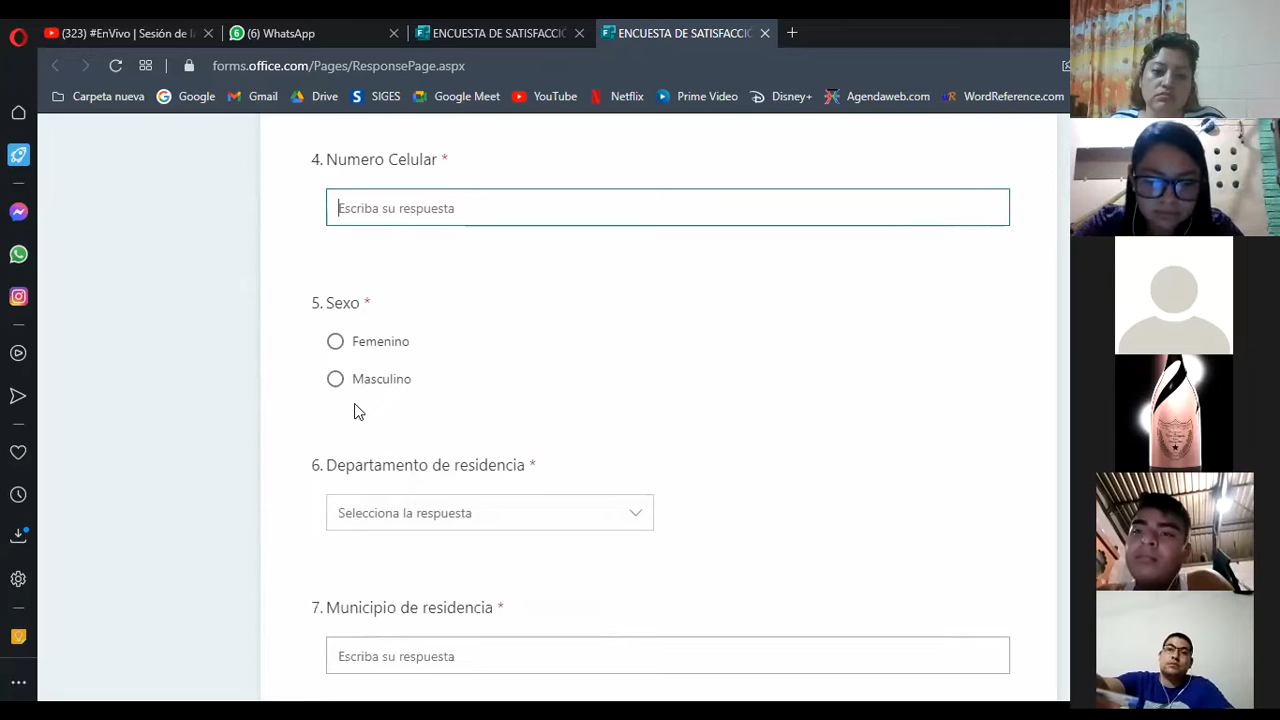 (323) #EnVivo | Sesión de la
(6) WhatsApp
ENCUESTA DE SATISFACCIÓ
ENCUESTA DE SATISFACCIÓ
forms.office.com/Pages/ResponsePage.aspx
Carpeta nueva
Google
Gmail
Drive
SIGES
Google Meet
YouTube
Netflix
Prime Video
Disney+
Agendaweb.com
WordReference.com
4. Numero Celular *
Escriba su respuesta
5. Sexo *
Femenino
Masculino
6. Departamento de residencia *
Selecciona la respuesta
7. Municipio de residencia *
Escriba su respuesta